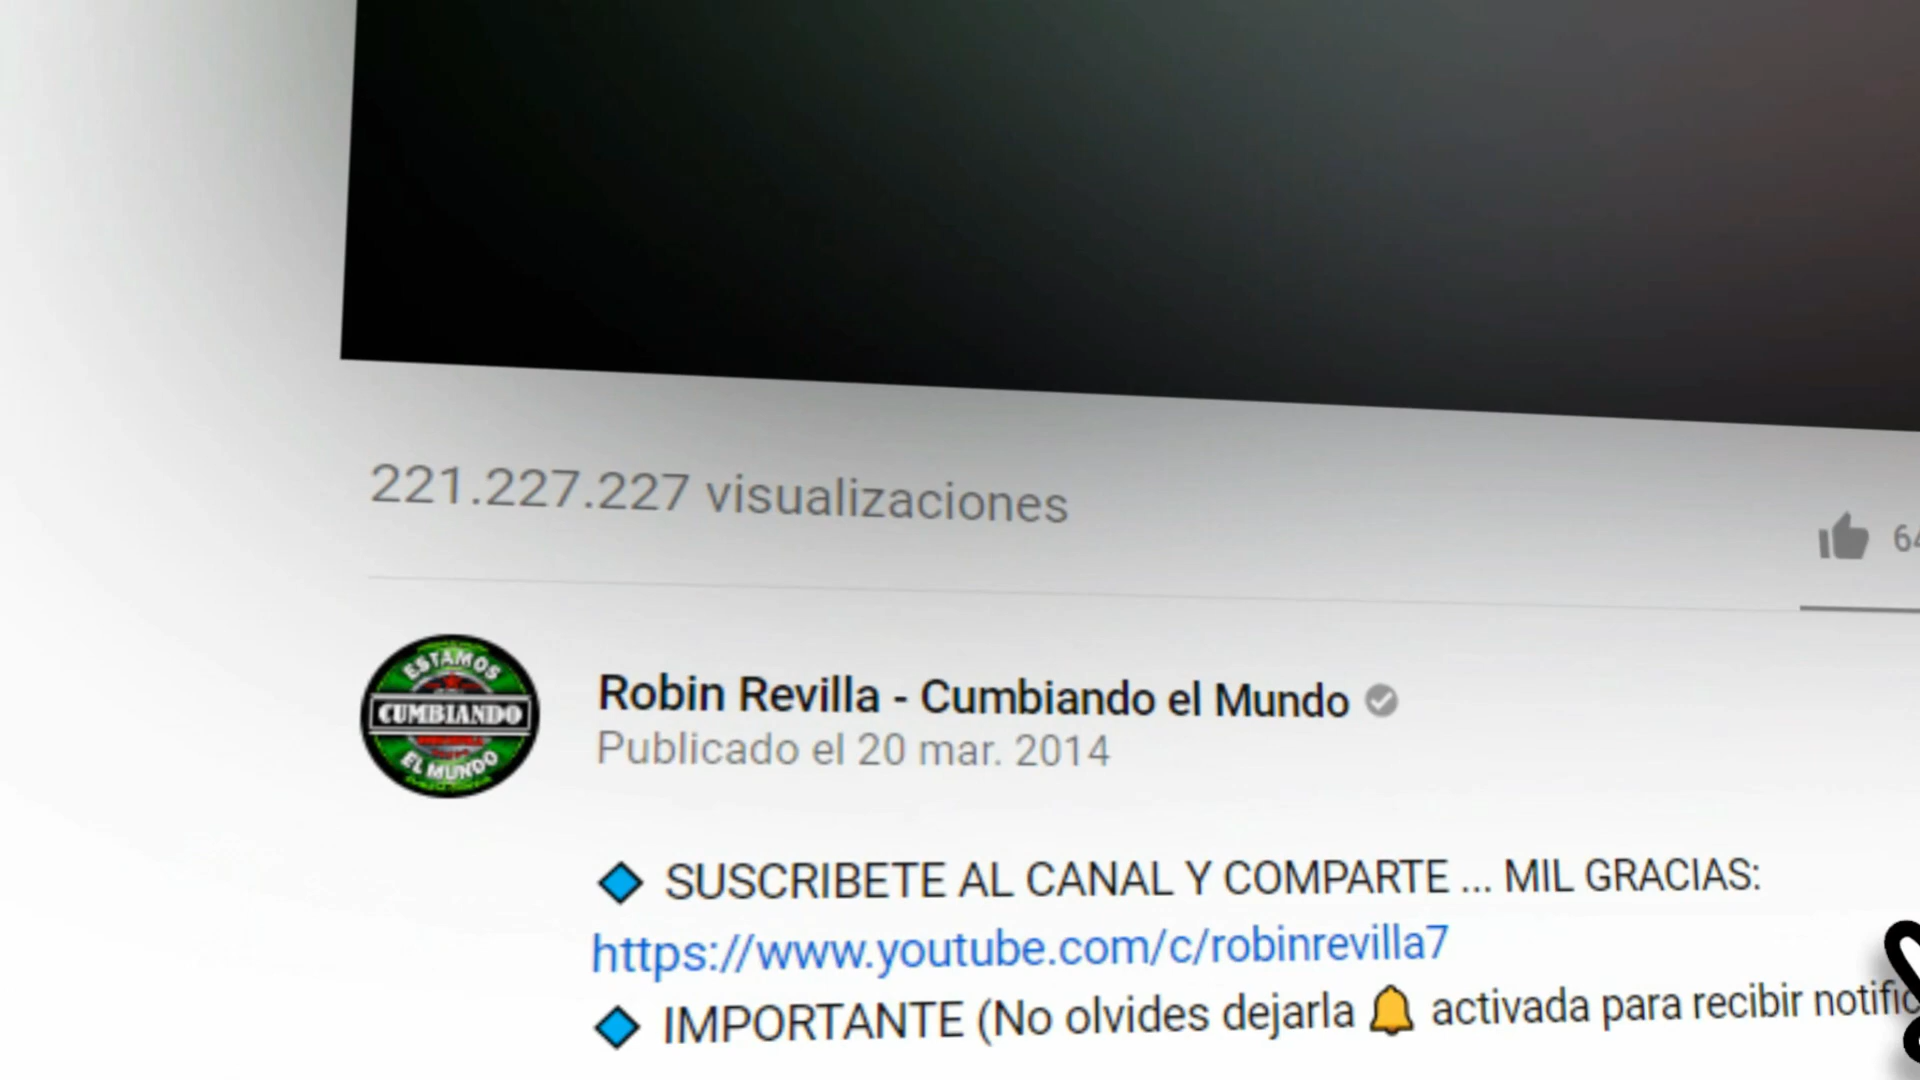 221.227.227 visualizaciones
64
ESTAMOS
CUMBIANDO
EL MUNDO
Robin Revilla - Cumbiando el Mundo
Publicado el 20 mar. 2014
SUSCRIBETE AL CANAL Y COMPARTE ... MIL GRACIAS:
https://www.youtube.com/c/robinrevilla7
IMPORTANTE (No olvides dejarla 🔔 activada para recibir